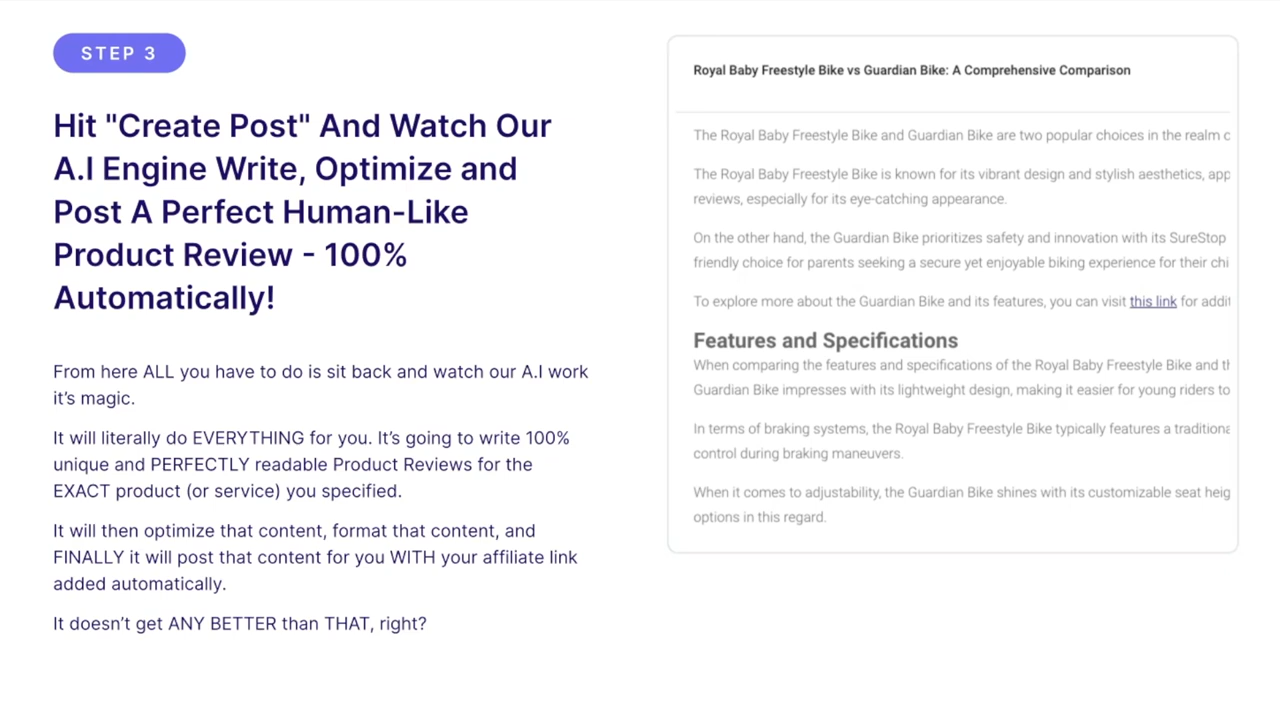 STEP 3
Hit "Create Post" And Watch Our
A.I Engine Write, Optimize and
Post A Perfect Human-Like
Product Review - 100%
Automatically!
From here ALL you have to do is sit back and watch our A.I work
it's magic.
It will literally do EVERYTHING for you. It's going to write 100%
unique and PERFECTLY readable Product Reviews for the
EXACT product (or service) you specified.
It will then optimize that content, format that content, and
FINALLY it will post that content for you WITH your affiliate link
added automatically.
It doesn't get ANY BETTER than THAT, right?
Royal Baby Freestyle Bike vs Guardian Bike: A Comprehensive Comparison
The Royal Baby Freestyle Bike and Guardian Bike are two popular choices in the realm
The Royal Baby Freestyle Bike is known for its vibrant design and stylish aesthetics,
reviews, especially for its eye-catching appearance.
On the other hand, the Guardian Bike prioritizes safety and innovation with its SureStop
friendly choice for parents seeking a secure yet enjoyable biking experience for their
To explore more about the Guardian Bike and its features, you can visit this link for
Features and Specifications
When comparing the features and specifications of the Royal Baby Freestyle Bike and
Guardian Bike impresses with its lightweight design, making it easier for young riders to
In terms of braking systems, the Royal Baby Freestyle Bike typically features a
control during braking maneuvers.
When it comes to adjustability, the Guardian Bike shines with its customizable seat
options in this regard.